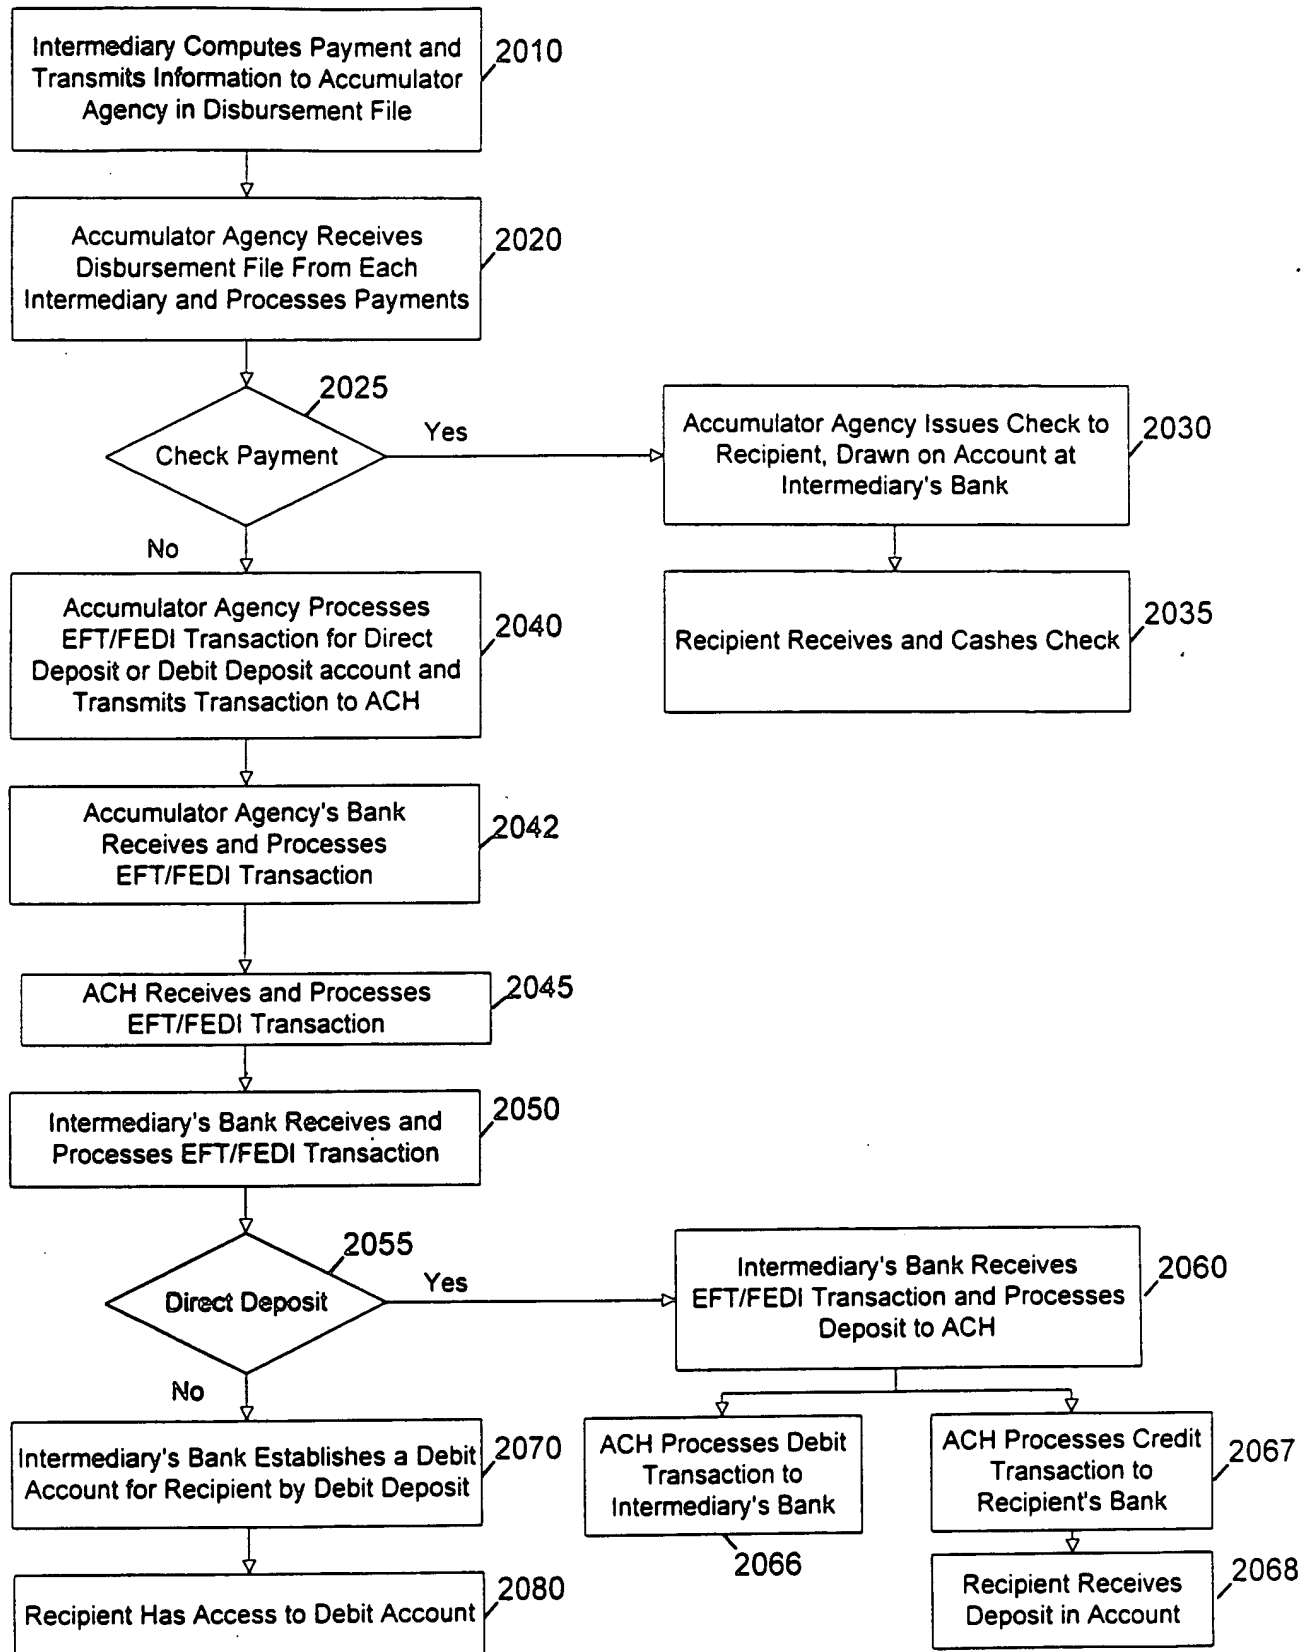 Intermediary Computes Payment and
Transmits Information to Accumulator
Agency in Disbursement File
2010
Accumulator Agency Receives
Disbursement File From Each
Intermediary and Processes Payments
2020
2025
Check Payment
Yes
No
Accumulator Agency Issues Check to
Recipient, Drawn on Account at
Intermediary's Bank
2030
Recipient Receives and Cashes Check
2035
Accumulator Agency Processes
EFT/FEDI Transaction for Direct
Deposit or Debit Deposit account and
Transmits Transaction to ACH
2040
Accumulator Agency's Bank
Receives and Processes
EFT/FEDI Transaction
2042
ACH Receives and Processes
EFT/FEDI Transaction
2045
Intermediary's Bank Receives and
Processes EFT/FEDI Transaction
2050
2055
Direct Deposit
Yes
No
Intermediary's Bank Receives
EFT/FEDI Transaction and Processes
Deposit to ACH
2060
ACH Processes Debit
Transaction to
Intermediary's Bank
2066
ACH Processes Credit
Transaction to
Recipient's Bank
2067
Recipient Receives
Deposit in Account
2068
Intermediary's Bank Establishes a Debit
Account for Recipient by Debit Deposit
2070
Recipient Has Access to Debit Account
2080